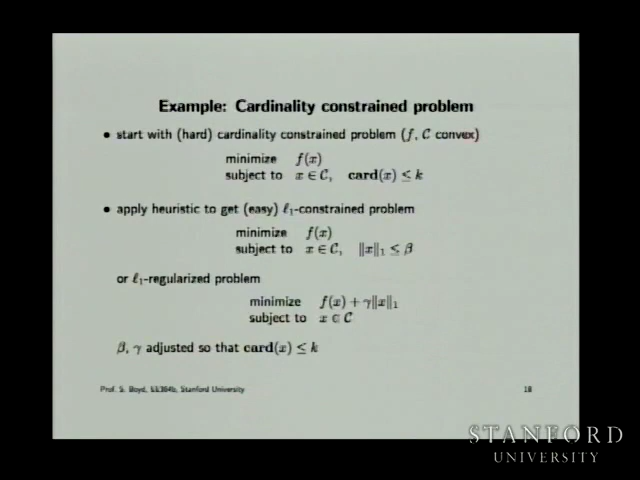 Example: Cardinality constrained problem
• start with (hard) cardinality constrained problem (f, C convex)
minimize f(x)
subject to x ∈ C, card(x) ≤ k
• apply heuristic to get (easy) ℓ₁-constrained problem
minimize f(x)
subject to x ∈ C, ‖x‖₁ ≤ β
or ℓ₁-regularized problem
minimize f(x) + γ‖x‖₁
subject to x ∈ C
β, γ adjusted so that card(x) ≤ k
Prof. S. Boyd, EE364b, Stanford University 18
STANFORD
UNIVERSITY